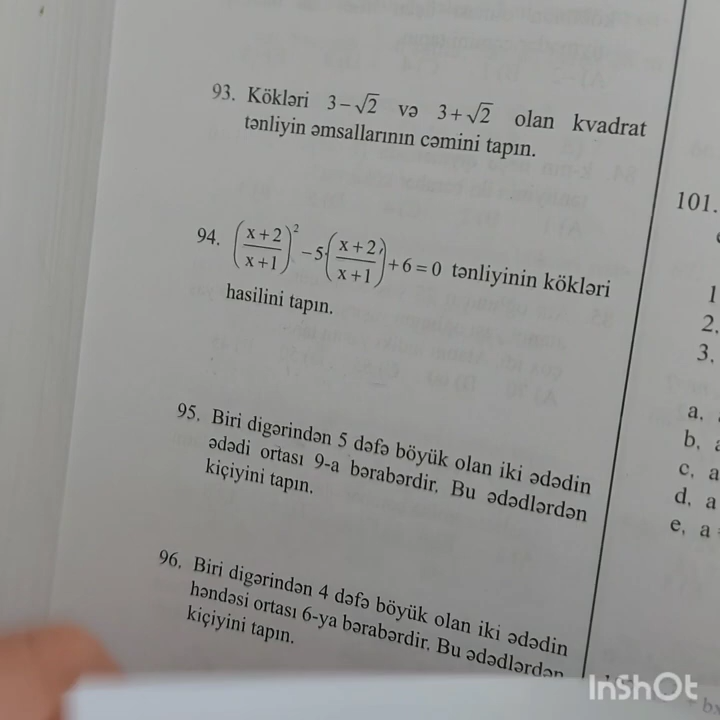 93. Kökləri 3−√2 və 3+√2 olan kvadrat
tənliyin əmsallarının cəmini tapın.
94. ((x+2)/(x+1))² −5·((x+2)/(x+1)) +6=0 tənliyinin kökləri
hasilini tapın.
95. Biri digərindən 5 dəfə böyük olan iki ədədin
ədədi ortası 9-a bərabərdir. Bu ədədlərdən
kiçiyini tapın.
96. Biri digərindən 4 dəfə böyük olan iki ədədin
həndəsi ortası 6-ya bərabərdir. Bu ədədlərdən
kiçiyini tapın.
101.
1
2.
3.
a.
b.
c. a
d. a
e. a
InShOt